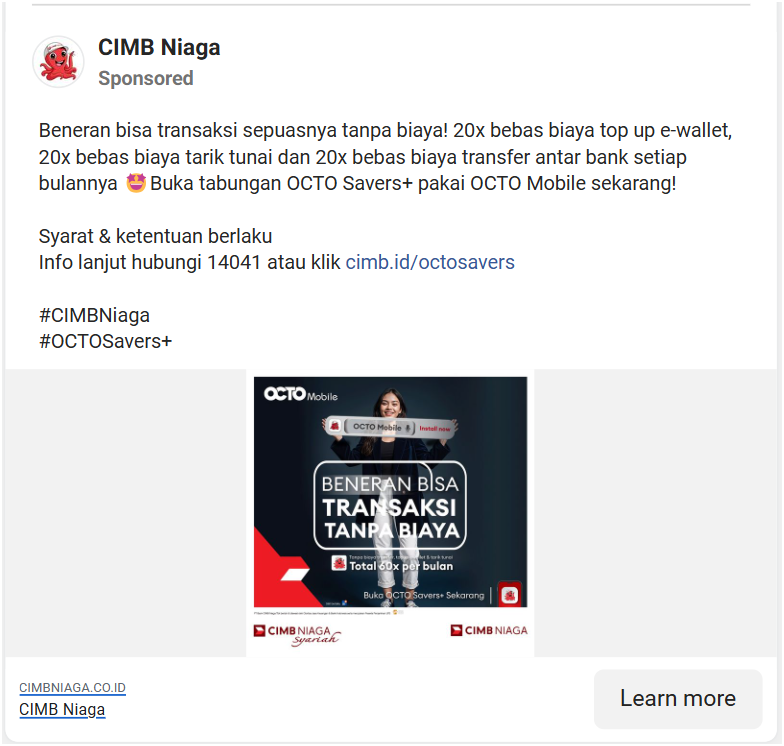 CIMB Niaga
Sponsored
Beneran bisa transaksi sepuasnya tanpa biaya! 20x bebas biaya top up e-wallet,
20x bebas biaya tarik tunai dan 20x bebas biaya transfer antar bank setiap
bulannya 🤩 Buka tabungan OCTO Savers+ pakai OCTO Mobile sekarang!
Syarat & ketentuan berlaku
Info lanjut hubungi 14041 atau klik cimb.id/octosavers
#CIMBNiaga
#OCTOSavers+
OCTO Mobile
OCTO Mobile Install now
BENERAN BISA
TRANSAKSI
TANPA BIAYA
Tanpa biaya & tarik tunai
Total 60x per bulan
Buka OCTO Savers+ Sekarang
CIMB NIAGA syariah
CIMB NIAGA
CIMBNIAGA.CO.ID
CIMB Niaga
Learn more